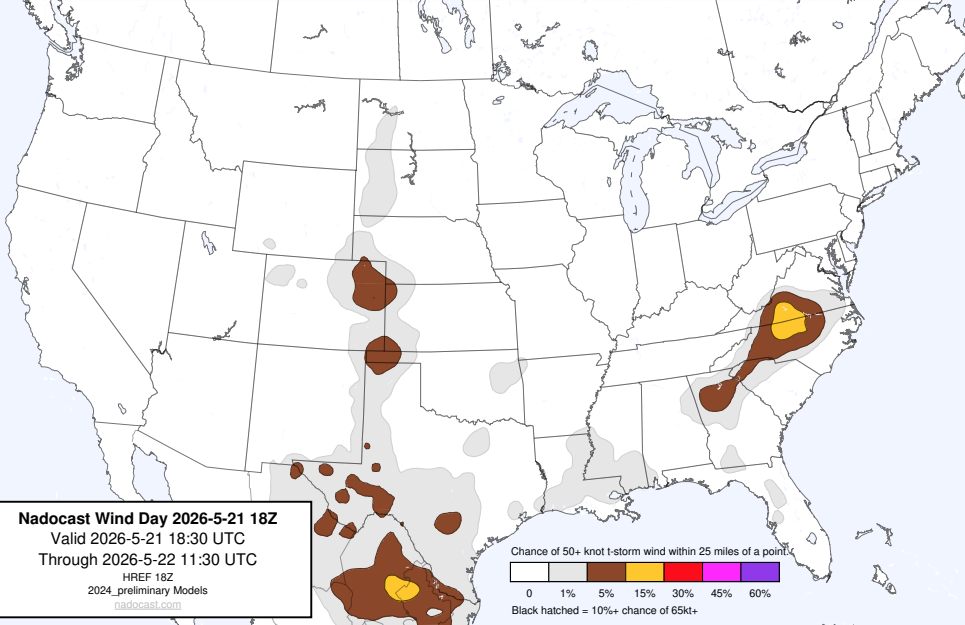 Nadocast Wind Day 2026-5-21 18Z
Valid 2026-5-21 18:30 UTC
Through 2026-5-22 11:30 UTC
HREF 18Z
2024_preliminary Models
nadocast.com
Chance of 50+ knot t-storm wind within 25 miles of a point.
0 1% 5% 15% 30% 45% 60%
Black hatched = 10%+ chance of 65kt+